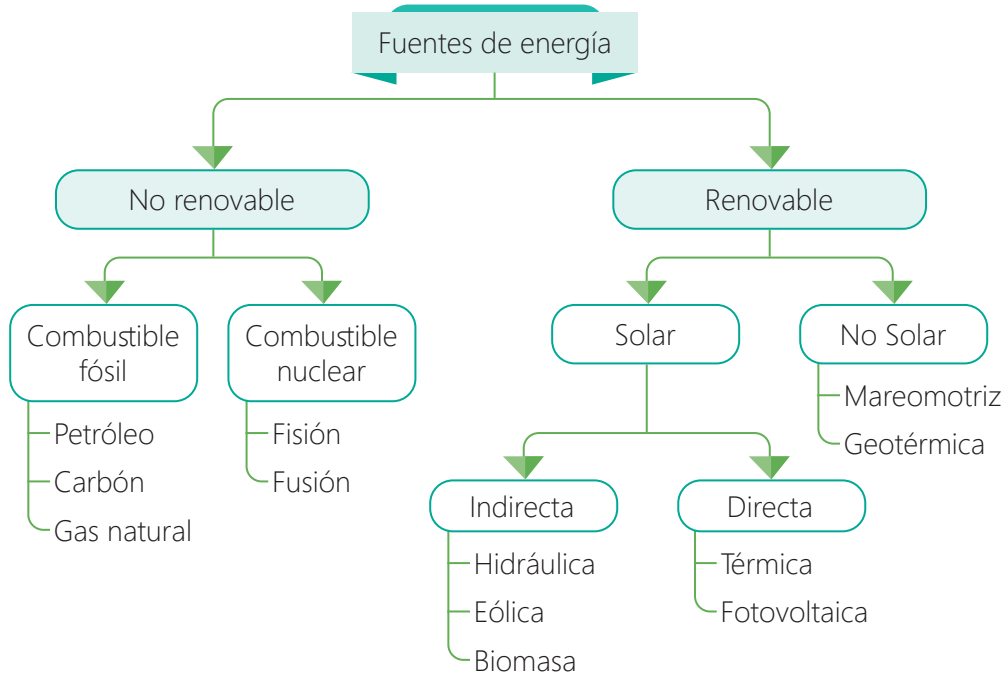 Fuentes de energía
No renovable
Renovable
Combustible
fósil
Combustible
nuclear
Solar
No Solar
Petróleo
Carbón
Gas natural
Fisión
Fusión
Mareomotriz
Geotérmica
Indirecta
Directa
Hidráulica
Eólica
Biomasa
Térmica
Fotovoltaica